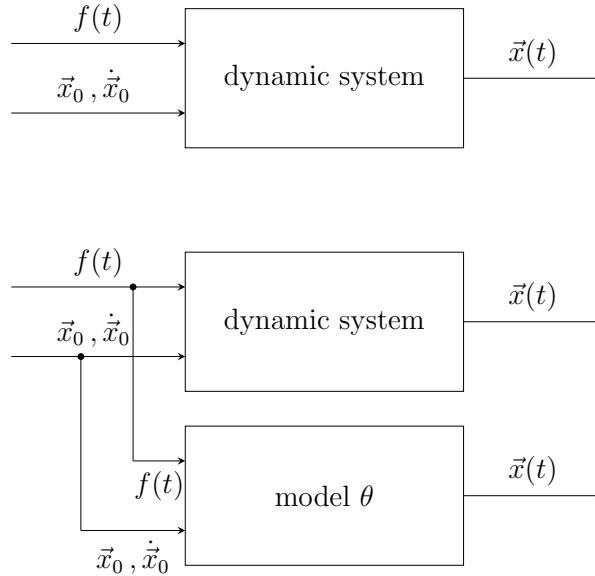 f(t)
x⃗₀ , ẋ⃗₀
dynamic system
x⃗(t)
f(t)
x⃗₀ , ẋ⃗₀
dynamic system
x⃗(t)
f(t)
x⃗₀ , ẋ⃗₀
model θ
x⃗(t)